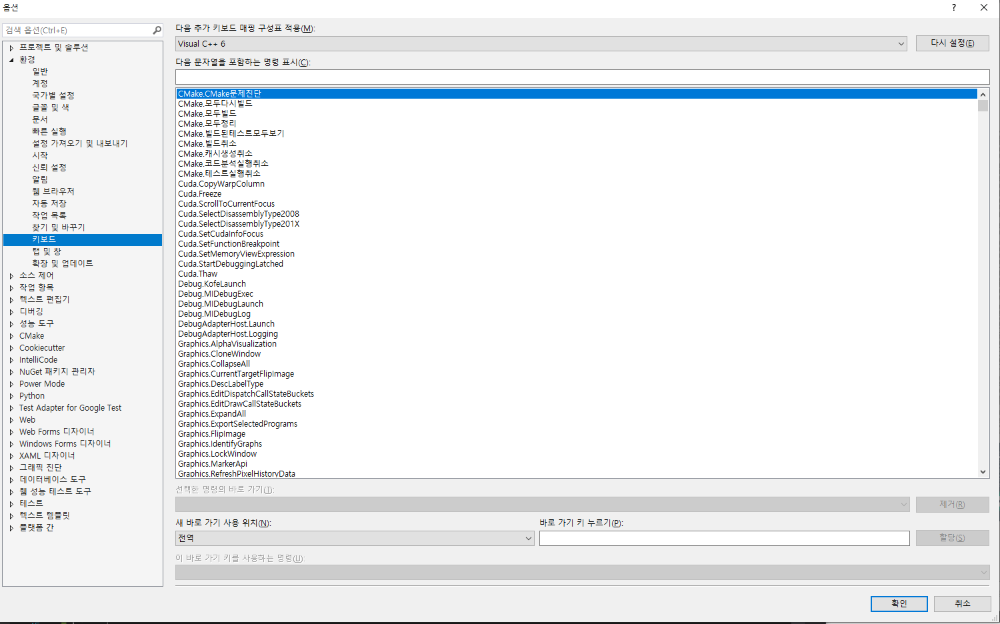 옵션
?
검색 옵션(Ctrl+E)
프로젝트 및 솔루션
환경
일반
계정
국가별 설정
글꼴 및 색
문서
빠른 실행
설정 가져오기 및 내보내기
시작
신뢰 설정
알림
웹 브라우저
자동 저장
작업 목록
찾기 및 바꾸기
키보드
탭 및 창
확장 및 업데이트
소스 제어
작업 항목
텍스트 편집기
디버깅
성능 도구
CMake
Cookiecutter
IntelliCode
NuGet 패키지 관리자
Power Mode
Python
Test Adapter for Google Test
Web
Web Forms 디자이너
Windows Forms 디자이너
XAML 디자이너
그래픽 진단
데이터베이스 도구
웹 성능 테스트 도구
테스트
텍스트 템플릿
플랫폼 간
다음 추가 키보드 매핑 구성표 적용(M):
Visual C++ 6
다시 설정(E)
다음 문자열을 포함하는 명령 표시(C):
CMake.CMake문제진단
CMake.모두다시빌드
CMake.모두빌드
CMake.모두정리
CMake.빌드된테스트모두보기
CMake.빌드취소
CMake.캐시생성취소
CMake.코드분석실행취소
CMake.테스트실행취소
Cuda.CopyWarpColumn
Cuda.Freeze
Cuda.ScrollToCurrentFocus
Cuda.SelectDisassemblyType2008
Cuda.SelectDisassemblyType201X
Cuda.SetCudaInfoFocus
Cuda.SetFunctionBreakpoint
Cuda.SetMemoryViewExpression
Cuda.StartDebuggingLatched
Cuda.Thaw
Debug.KofeLaunch
Debug.MIDebugExec
Debug.MIDebugLaunch
Debug.MIDebugLog
DebugAdapterHost.Launch
DebugAdapterHost.Logging
Graphics.AlphaVisualization
Graphics.CloneWindow
Graphics.CollapseAll
Graphics.CurrentTargetFlipImage
Graphics.DescLabelType
Graphics.EditDispatchCallStateBuckets
Graphics.EditDrawCallStateBuckets
Graphics.ExpandAll
Graphics.ExportSelectedPrograms
Graphics.FlipImage
Graphics.IdentifyGraphs
Graphics.LockWindow
Graphics.MarkerApi
Graphics.RefreshPixelHistoryData
선택한 명령의 바로 가기(T):
제거(R)
새 바로 가기 사용 위치(N):
바로 가기 키 누르기(P):
전역
할당(S)
이 바로 가기 키를 사용하는 명령(U):
확인
취소